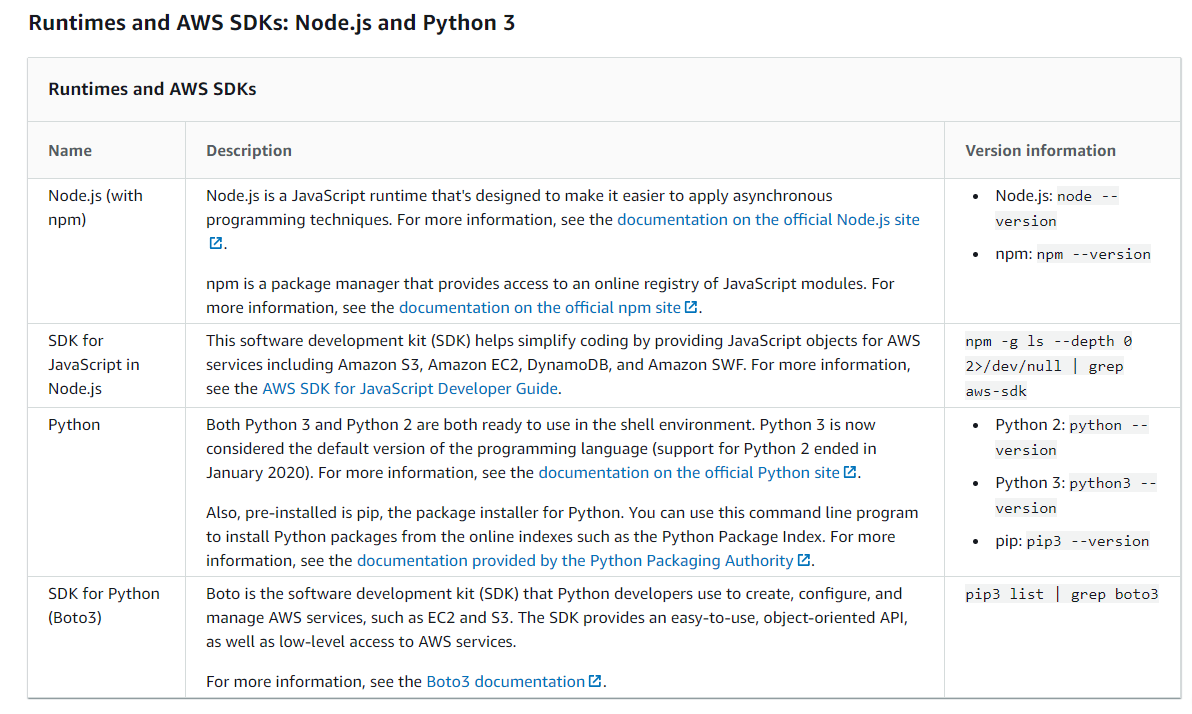 Runtimes and AWS SDKs: Node.js and Python 3
Runtimes and AWS SDKs
Name
Description
Version information
Node.js (with
npm)
Node.js is a JavaScript runtime that's designed to make it easier to apply asynchronous
programming techniques. For more information, see the documentation on the official Node.js site
.
npm is a package manager that provides access to an online registry of JavaScript modules. For
more information, see the documentation on the official npm site.
• Node.js: node --
version
• npm: npm --version
SDK for
JavaScript in
Node.js
This software development kit (SDK) helps simplify coding by providing JavaScript objects for AWS
services including Amazon S3, Amazon EC2, DynamoDB, and Amazon SWF. For more information,
see the AWS SDK for JavaScript Developer Guide.
npm -g ls --depth 0
2>/dev/null | grep
aws-sdk
Python
Both Python 3 and Python 2 are both ready to use in the shell environment. Python 3 is now
considered the default version of the programming language (support for Python 2 ended in
January 2020). For more information, see the documentation on the official Python site.
Also, pre-installed is pip, the package installer for Python. You can use this command line program
to install Python packages from the online indexes such as the Python Package Index. For more
information, see the documentation provided by the Python Packaging Authority.
• Python 2: python --
version
• Python 3: python3 --
version
• pip: pip3 --version
SDK for Python
(Boto3)
Boto is the software development kit (SDK) that Python developers use to create, configure, and
manage AWS services, such as EC2 and S3. The SDK provides an easy-to-use, object-oriented API,
as well as low-level access to AWS services.
For more information, see the Boto3 documentation.
pip3 list | grep boto3